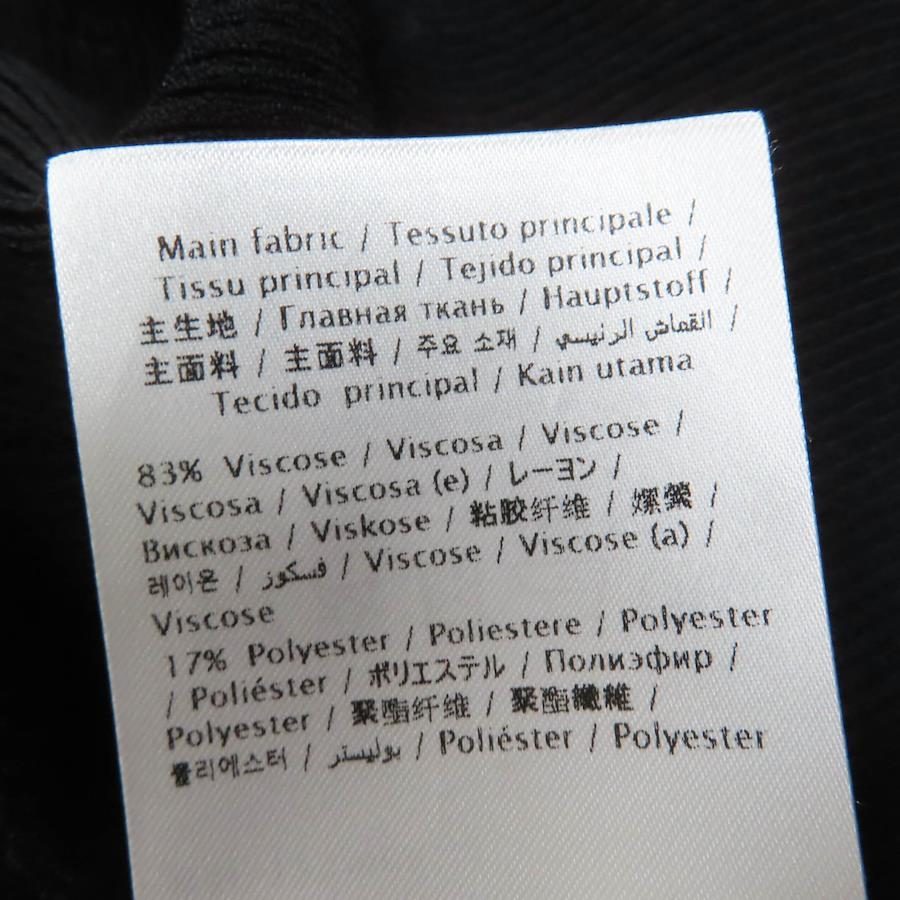 Main fabric / Tessuto principale /
Tissu principal / Tejido principal /
主生地 / Главная ткань / Hauptstoff /
主面料 / 主面料 / 주요 소재 / القماش الرئيسي /
Tecido principal / Kain utama
83% Viscose / Viscosa / Viscose /
Viscosa / Viscosa (e) / レーヨン /
Вискоза / Viskose / 粘胶纤维 / 嫘縈 /
레이온 / فسكوز / Viscose / Viscose (a) /
Viscose
17% Polyester / Poliestere / Polyester
/ Poliéster / ポリエステル / Полиэфир /
Polyester / 聚酯纤维 / 聚酯纖維 /
폴리에스터 / بوليستر / Poliéster / Polyester